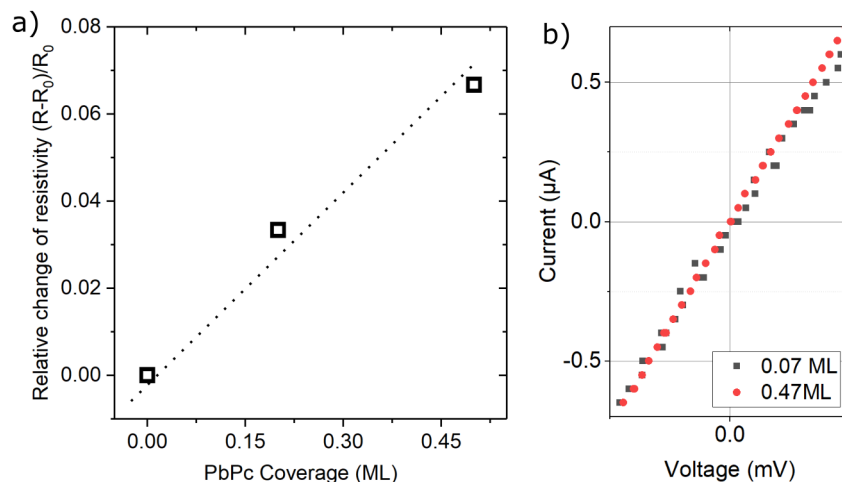 a)
Relative change of resistivity (R-R₀)/R₀
0.08
0.06
0.04
0.02
0.00
0.00 0.15 0.30 0.45
PbPc Coverage (ML)
b)
Current (µA)
0.5
0.0
-0.5
0.07 ML
0.47ML
0.0
Voltage (mV)